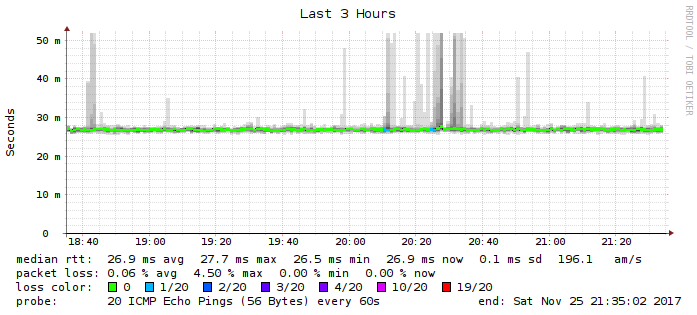 Last 3 Hours
RRDTOOL / TOBI OETIKER
Seconds
50 m
40 m
30 m
20 m
10 m
0
18:40 19:00 19:20 19:40 20:00 20:20 20:40 21:00 21:20
median rtt: 26.9 ms avg 27.7 ms max 26.5 ms min 26.9 ms now 0.1 ms sd 196.1 am/s
packet loss: 0.06 % avg 4.50 % max 0.00 % min 0.00 % now
loss color: 0 1/20 2/20 3/20 4/20 10/20 19/20
probe: 20 ICMP Echo Pings (56 Bytes) every 60s end: Sat Nov 25 21:35:02 2017